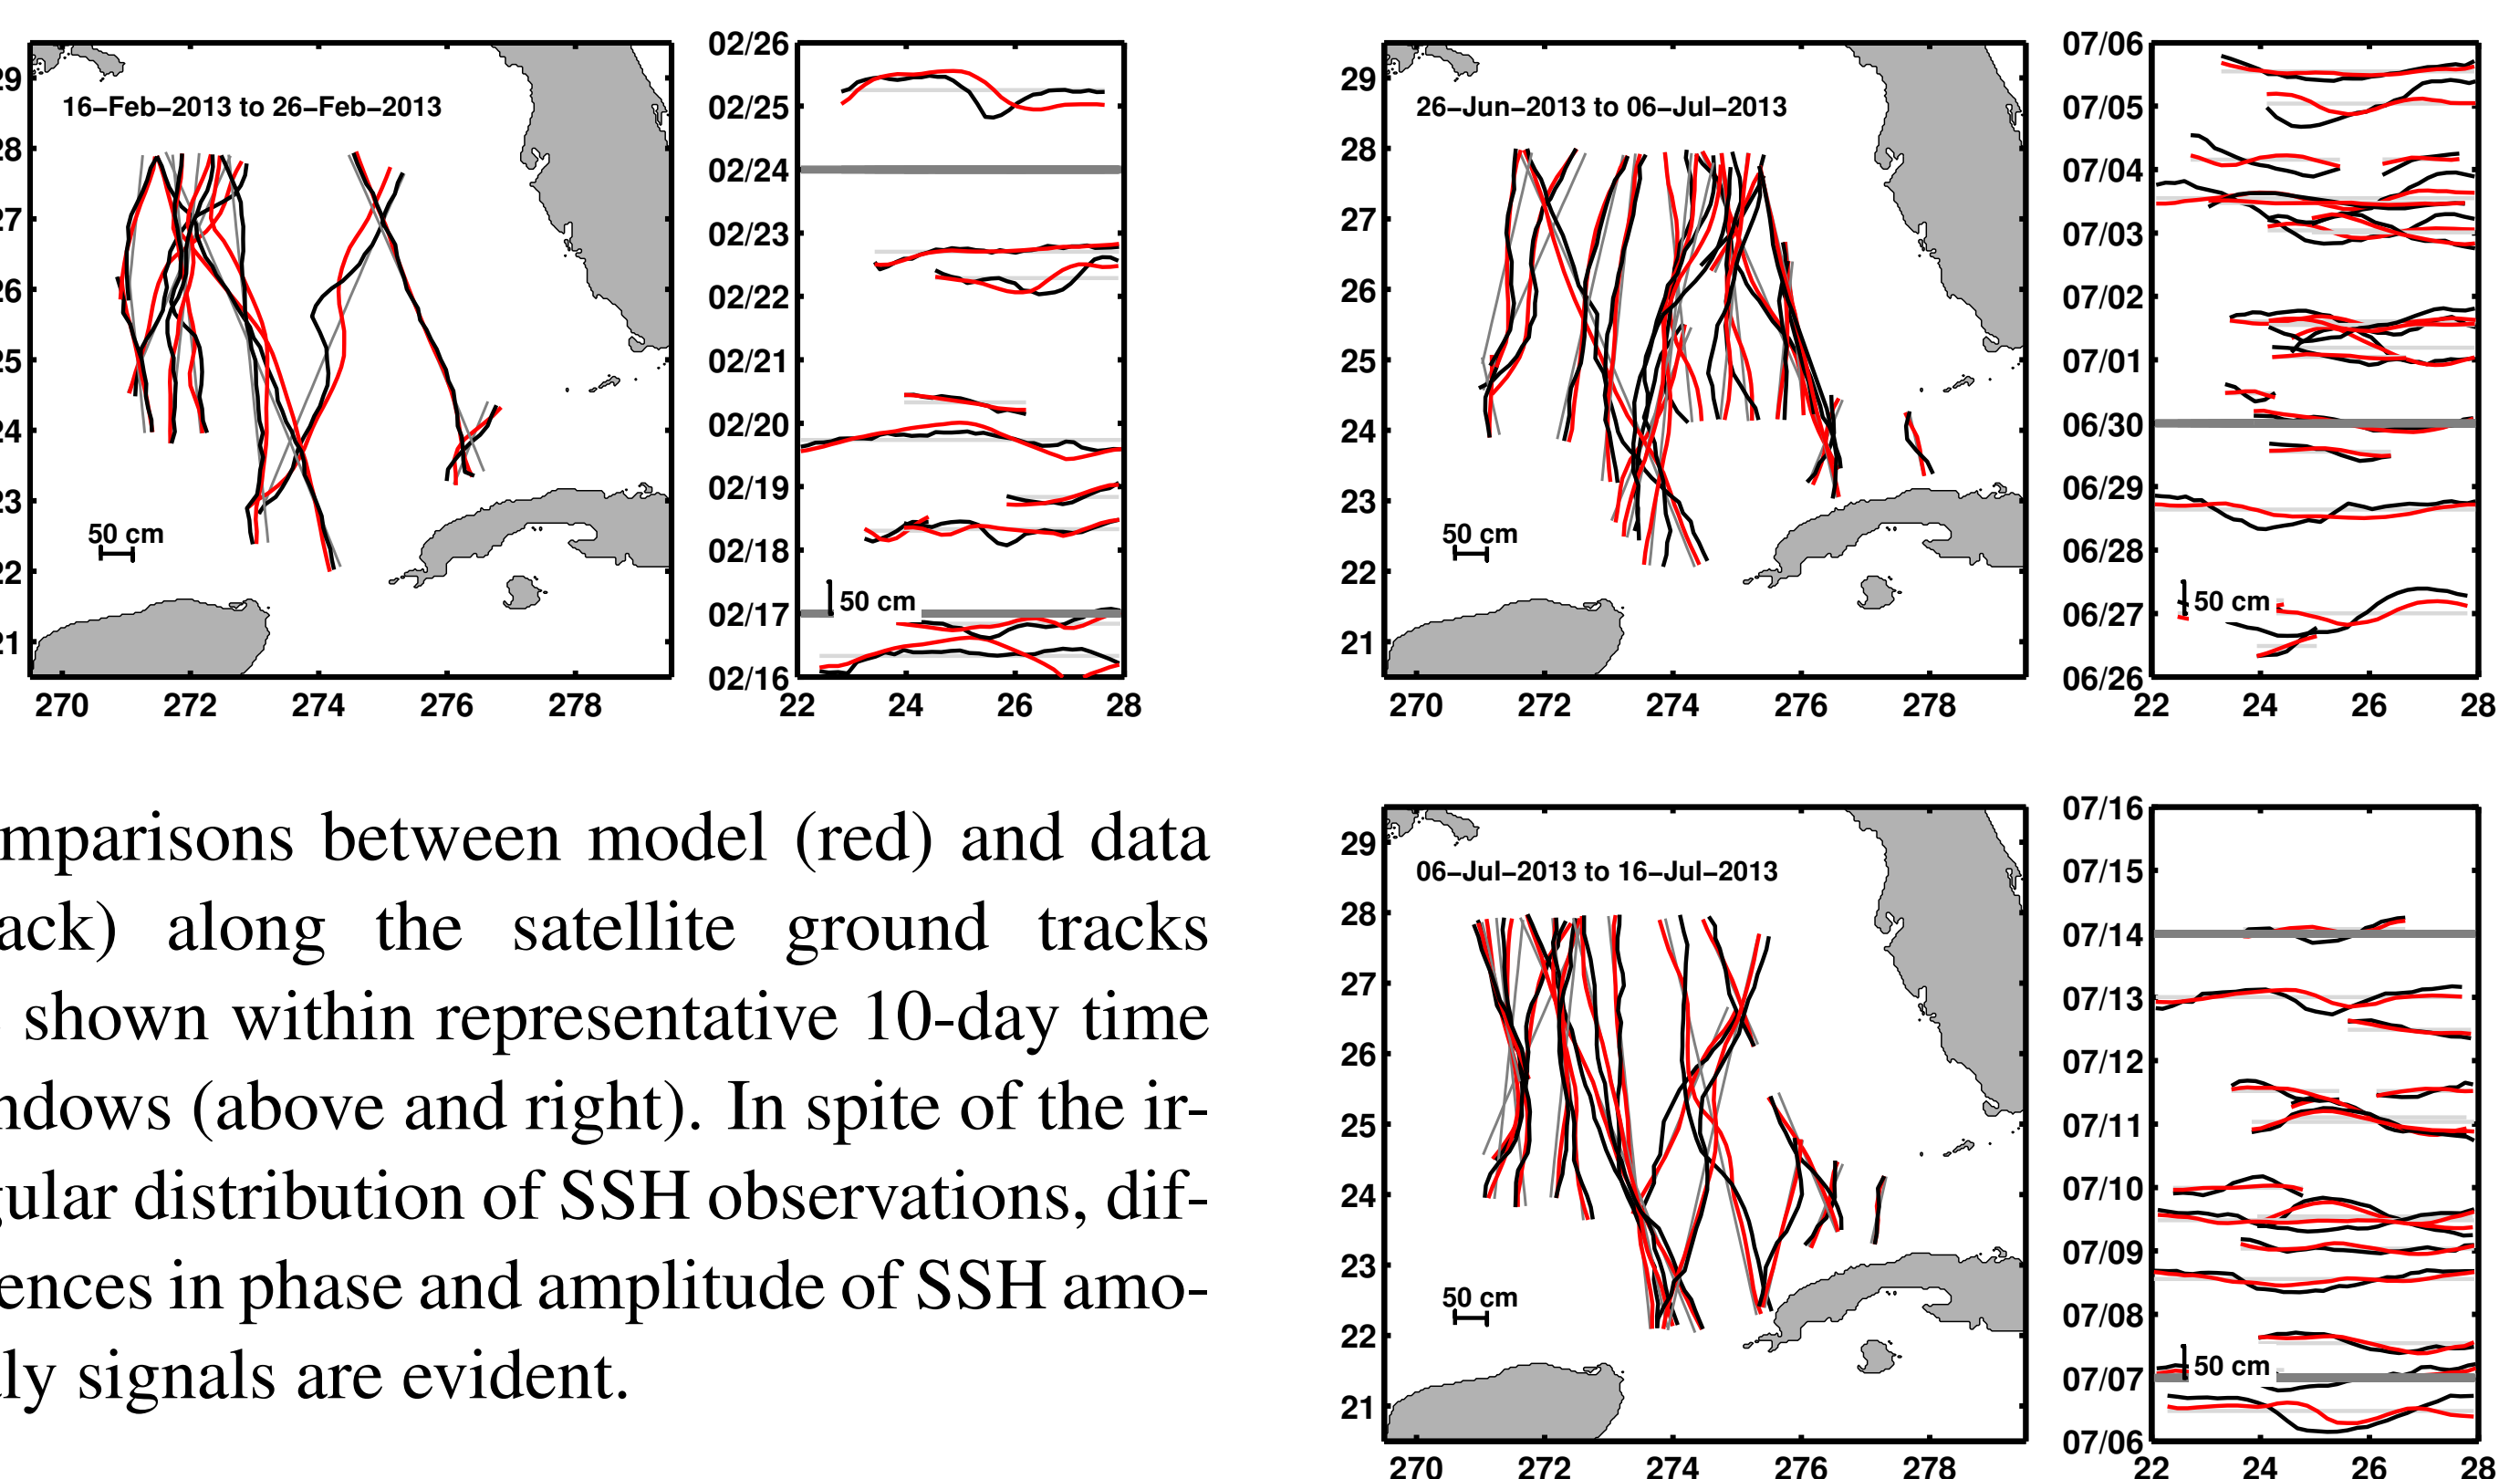 16−Feb−2013 to 26−Feb−2013
50 cm
270 272 274 276 278
02/26
02/25
02/24
02/23
02/22
02/21
02/20
02/19
02/18
02/17
02/16
50 cm
22 24 26 28
29
28
27
26
25
24
23
22
21
26−Jun−2013 to 06−Jul−2013
50 cm
270 272 274 276 278
07/06
07/05
07/04
07/03
07/02
07/01
06/30
06/29
06/28
06/27
06/26
50 cm
22 24 26 28
mparisons between model (red) and data
ack) along the satellite ground tracks
shown within representative 10-day time
ndows (above and right). In spite of the ir-
gular distribution of SSH observations, dif-
ences in phase and amplitude of SSH amo-
ly signals are evident.
29
28
27
26
25
24
23
22
21
06−Jul−2013 to 16−Jul−2013
50 cm
270 272 274 276 278
07/16
07/15
07/14
07/13
07/12
07/11
07/10
07/09
07/08
07/07
07/06
50 cm
22 24 26 28